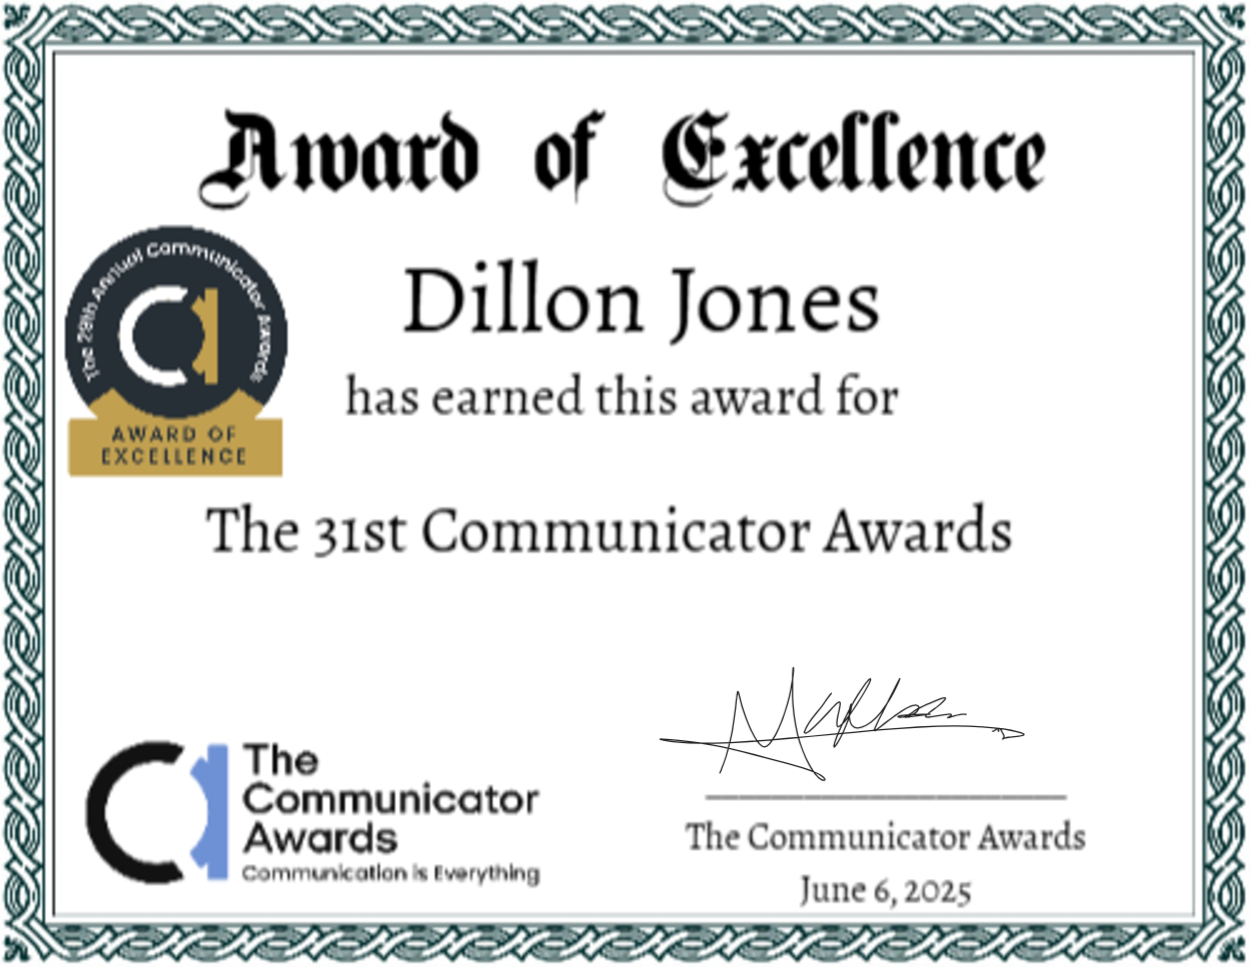 Award of Excellence
The 29th Annual Communicator Awards
AWARD OF
EXCELLENCE
Dillon Jones
has earned this award for
The 31st Communicator Awards
The
Communicator
Awards
Communication is Everything
The Communicator Awards
June 6, 2025